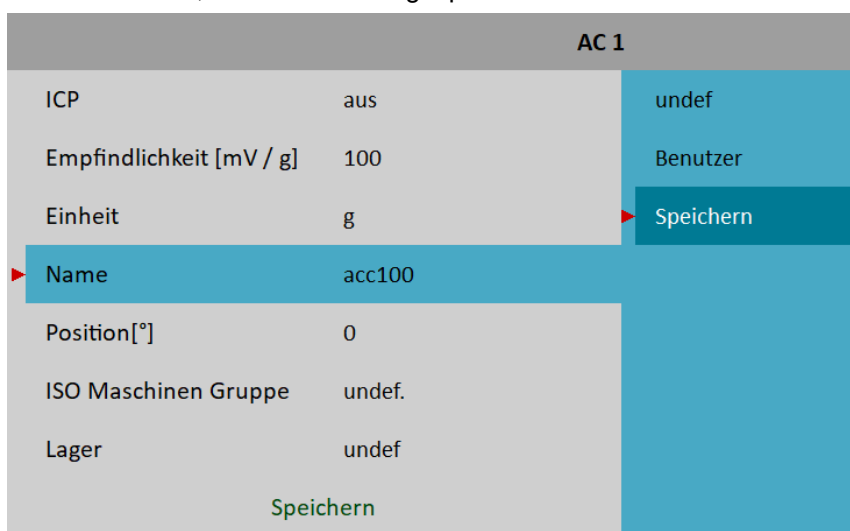 AC 1
ICP aus undef
Empfindlichkeit [mV / g] 100 Benutzer
Einheit g Speichern
Name acc100
Position[°] 0
ISO Maschinen Gruppe undef.
Lager undef
Speichern